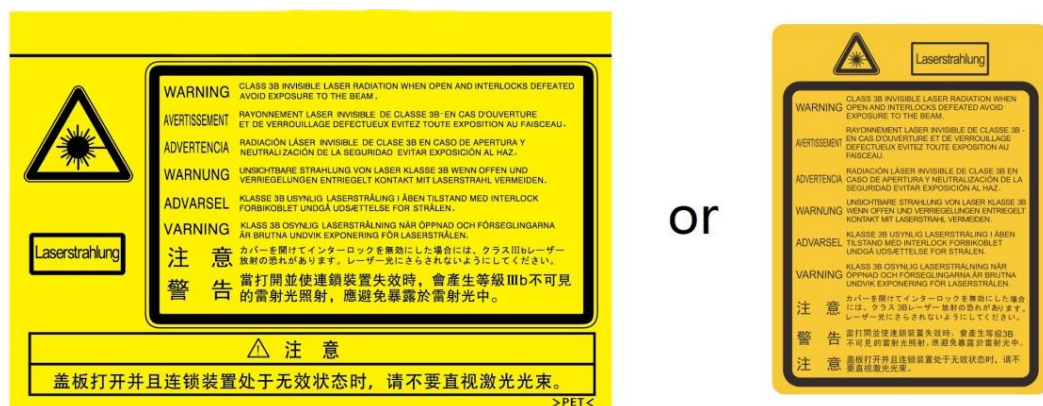 Laserstrahlung
WARNING CLASS 3B INVISIBLE LASER RADIATION WHEN OPEN AND INTERLOCKS DEFEATED
AVOID EXPOSURE TO THE BEAM.
AVERTISSEMENT RAYONNEMENT LASER INVISIBLE DE CLASSE 3B-EN CAS D'OUVERTURE
ET DE VERROUILLAGE DEFECTUEUX EVITEZ TOUTE EXPOSITION AU FAISCEAU-
ADVERTENCIA RADIACIÓN LÁSER INVISIBLE DE CLASE 3B EN CASO DE APERTURA Y
NEUTRALIZACIÓN DE LA SEGURIDAD EVITAR EXPOSICIÓN AL HAZ.
WARNUNG UNSICHTBARE STRAHLUNG VON LASER KLASSE 3B WENN OFFEN UND
VERRIEGELUNGEN ENTRIEGELT KONTAKT MIT LASERSTRAHL VERMEIDEN.
ADVARSEL KLASSE 3B USYNLIG LASERSTRÅLING I ÅBEN TILSTAND MED INTERLOCK
FORBIKOBLET UNDGÅ UDSÆTTELSE FOR STRÅLEN.
VARNING KLASS 3B OSYNLIG LASERSTRÅLNING NÄR ÖPPNAD OCH FÖRSEGLINGARNA
ÄR BRUTNA UNDVIK EXPONERING FÖR LASERSTRÅLEN.
注 意 カバーを開けてインターロックを無効にした場合には、クラスIIIbレーザー
放射の恐れがあります。レーザー光にさらされないようにしてください。
警 告 當打開並使連鎖裝置失效時，會產生等級IIIb不可見
的雷射光照射，應避免暴露於雷射光中。
注 意
盖板打开并且连锁装置处于无效状态时，请不要直视激光光束。
>PET<
or
Laserstrahlung
WARNING CLASS 3B INVISIBLE LASER RADIATION WHEN
OPEN AND INTERLOCKS DEFEATED AVOID
EXPOSURE TO THE BEAM.
AVERTISSEMENT RAYONNEMENT LASER INVISIBLE DE CLASSE 3B -
EN CAS D'OUVERTURE ET DE VERROUILLAGE
DEFECTUEUX EVITEZ TOUTE EXPOSITION AU
FAISCEAU.
ADVERTENCIA RADIACIÓN LÁSER INVISIBLE DE CLASE 3B EN
CASO DE APERTURA Y NEUTRALIZACIÓN DE LA
SEGURIDAD EVITAR EXPOSICIÓN AL HAZ.
WARNUNG UNSICHTBARE STRAHLUNG VON LASER KLASSE 3B
WENN OFFEN UND VERRIEGELUNGEN ENTRIEGELT
KONTAKT MIT LASERSTRAHL VERMEIDEN.
ADVARSEL KLASSE 3B USYNLIG LASERSTRÅLING I ÅBEN
TILSTAND MED INTERLOCK FORBIKOBLET
UNDGÅ UDSÆTTELSE FOR STRÅLEN.
VARNING KLASS 3B OSYNLIG LASERSTRÅLNING NÄR
ÖPPNAD OCH FÖRSEGLINGARNA ÄR BRUTNA
UNDVIK EXPONERING FÖR LASERSTRÅLEN.
注 意 カバーを開けてインターロックを無効にした場合
には、クラス 3Bレーザー放射の恐れがあります。
レーザー光にさらされないようにしてください。
警 告 當打開並使連鎖裝置失效時，會產生等級3B
不可見的雷射光照射，應避免暴露於雷射光中。
注 意 盖板打开并且连锁装置处于无效状态时，请不
要直视激光光束。